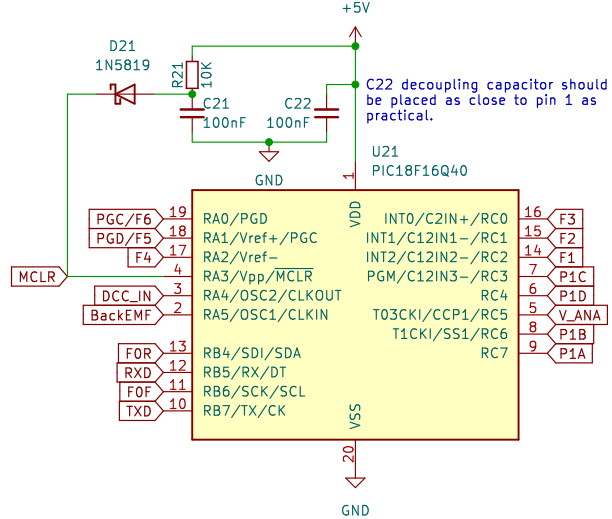 +5V
D21
1N5819
R21
10K
C21
100nF
C22
100nF
C22 decoupling capacitor should
be placed as close to pin 1 as
practical.
GND
U21
PIC18F16Q40
1
VDD
PGC/F6 19 RA0/PGD
PGD/F5 18 RA1/Vref+/PGC
F4 17 RA2/Vref-
MCLR 4 RA3/Vpp/MCLR
DCC_IN 3 RA4/OSC2/CLKOUT
BackEMF 2 RA5/OSC1/CLKIN
F0R 13 RB4/SDI/SDA
RXD 12 RB5/RX/DT
F0F 11 RB6/SCK/SCL
TXD 10 RB7/TX/CK
INT0/C2IN+/RC0 16 F3
INT1/C12IN1-/RC1 15 F2
INT2/C12IN2-/RC2 14 F1
PGM/C12IN3-/RC3 7 P1C
RC4 6 P1D
T03CKI/CCP1/RC5 5 V_ANA
T1CKI/SS1/RC6 8 P1B
RC7 9 P1A
VSS
20
GND